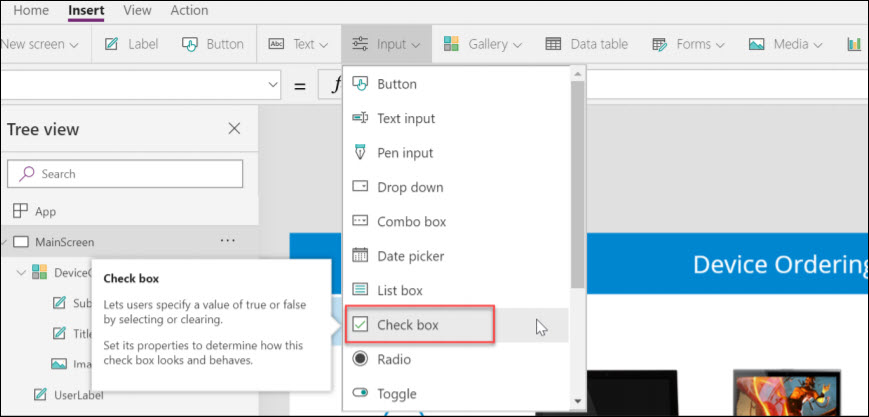 Home Insert View Action
New screen Label Button Text Input Gallery Data table Forms Media
=
Button
Tree view
Text input
Pen input
Search
Drop down
App
Combo box
MainScreen
Date picker
Device Ordering
Check box
List box
Lets users specify a value of true or false
by selecting or clearing.
Check box
Set its properties to determine how this
check box looks and behaves.
Radio
Toggle
Sub
Title
Ima
UserLabel